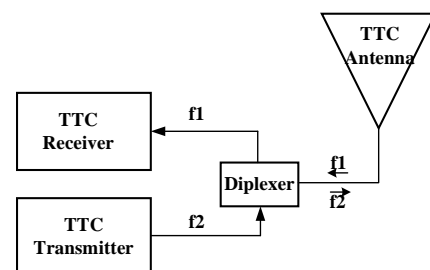 TTC
Antenna
TTC
Receiver
f1
f1
Diplexer
f2
TTC
Transmitter
f2